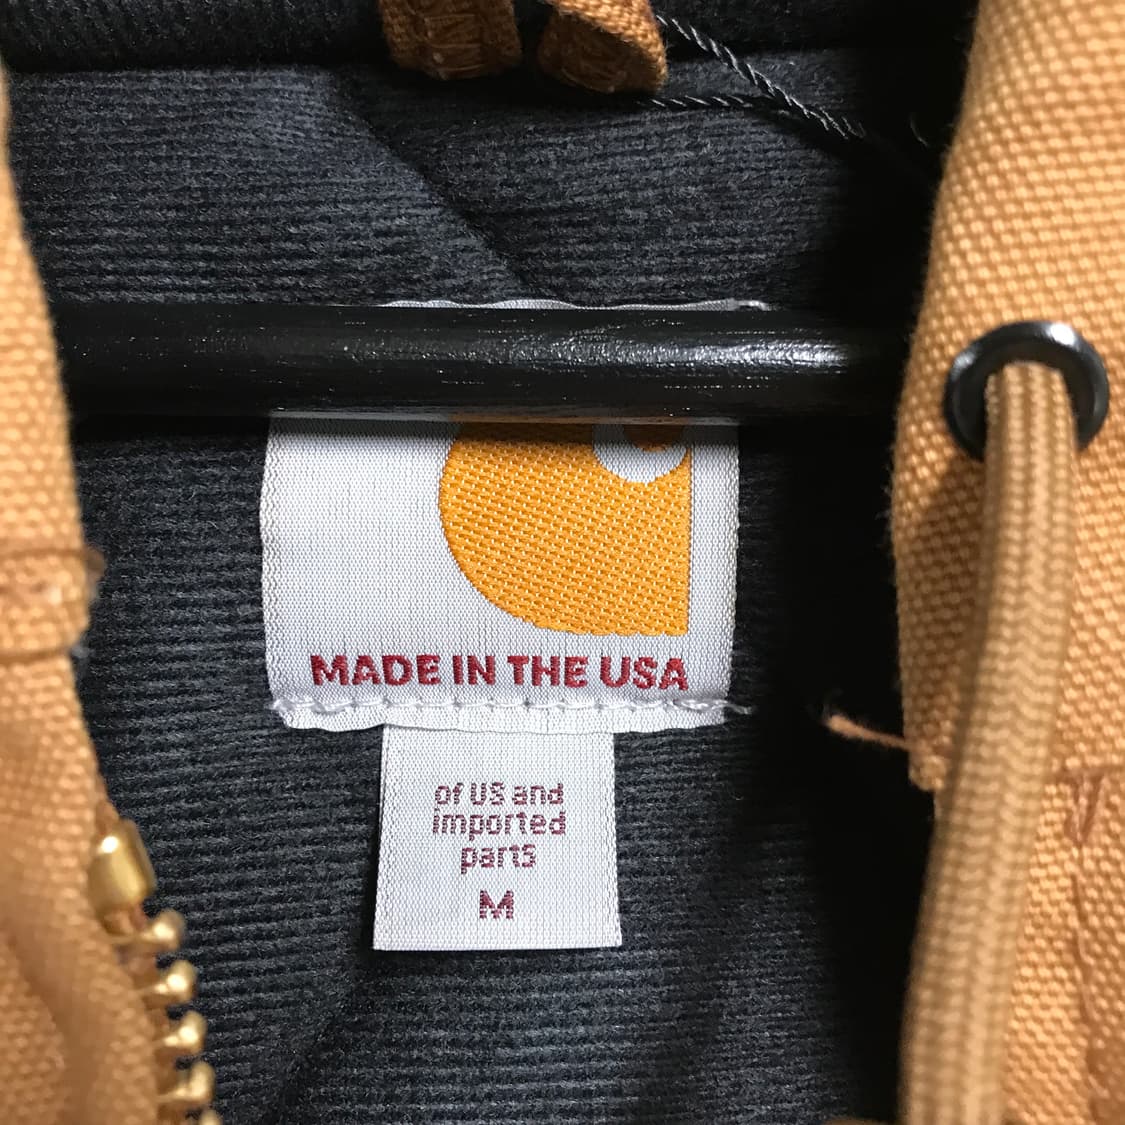 MADE IN THE USA
of US and
imported
parts
M